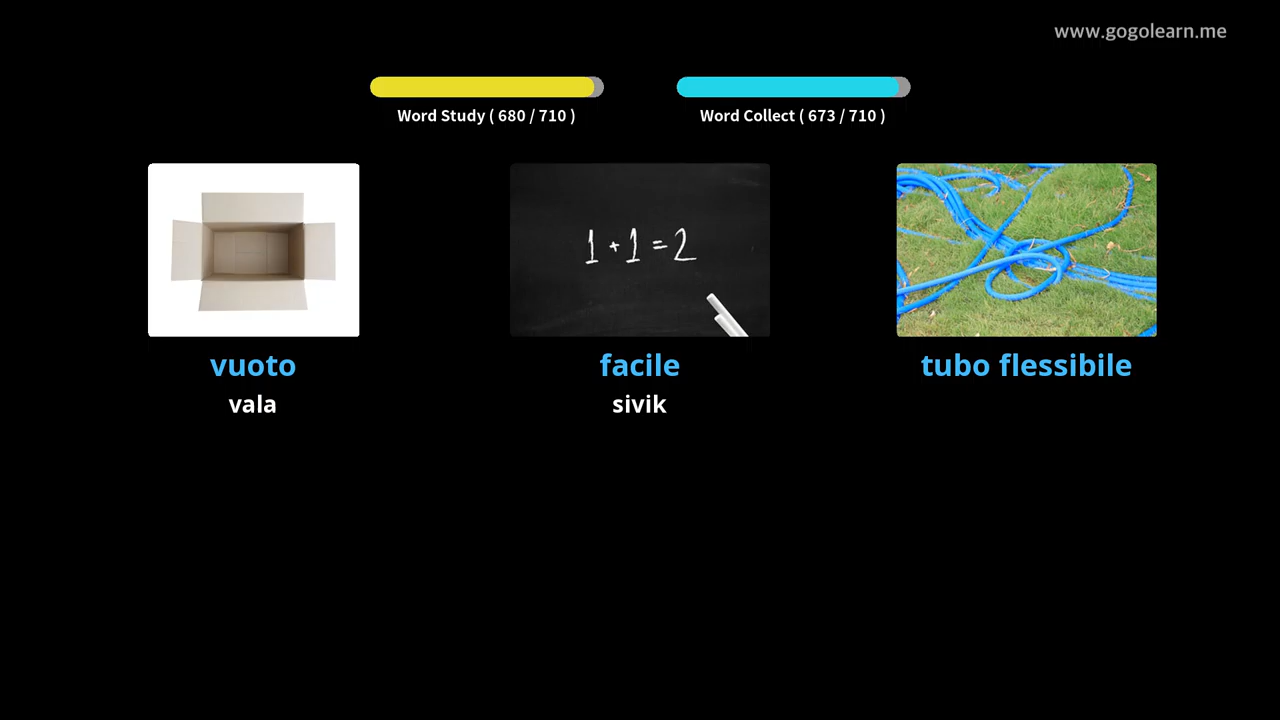 www.gogolearn.me
Word Study ( 680 / 710 )
Word Collect ( 673 / 710 )
1 + 1 = 2
vuoto
facile
tubo flessibile
vala
sivik